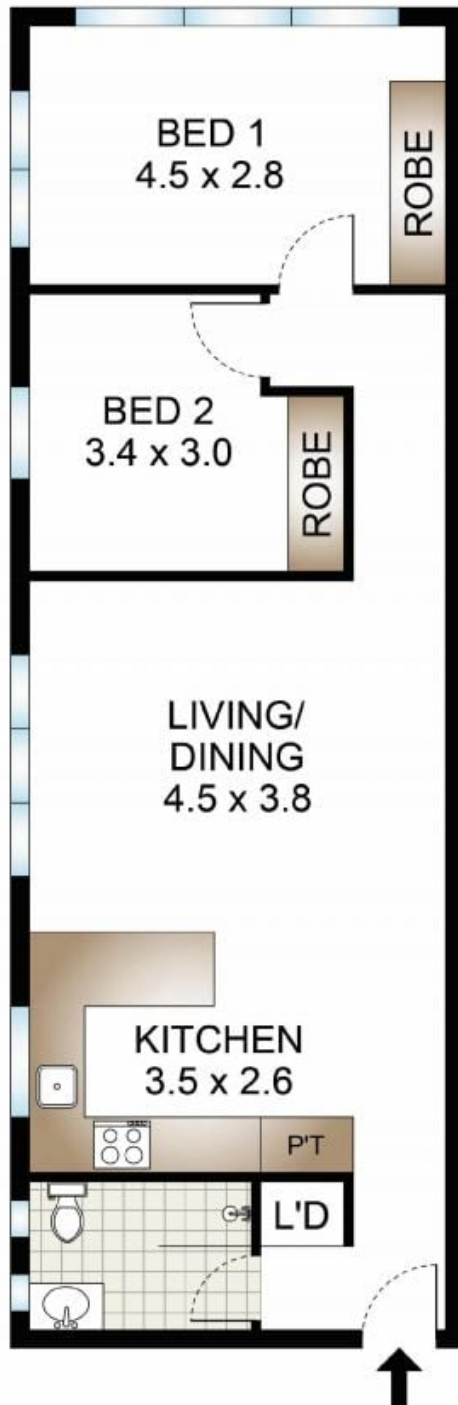 BED 1
4.5 x 2.8
ROBE
BED 2
3.4 x 3.0
ROBE
LIVING/
DINING
4.5 x 3.8
KITCHEN
3.5 x 2.6
P'T
L'D